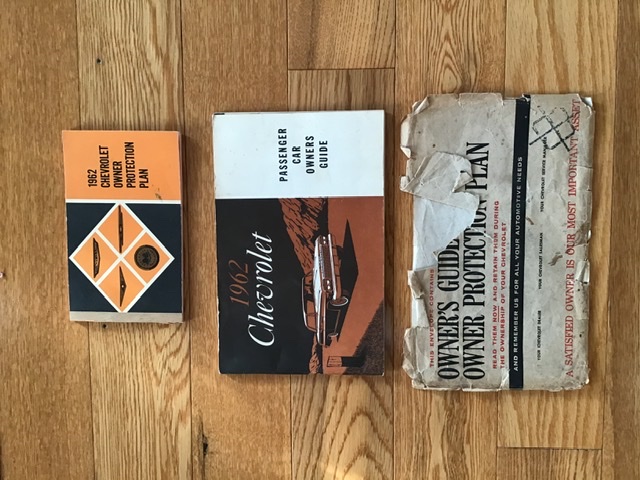 1962
CHEVROLET
OWNER
PROTECTION
PLAN
PASSENGER
CAR
OWNERS
GUIDE
1962
Chevrolet
THIS ENVELOPE CONTAINS
OWNER'S GUIDE
OWNER PROTECTION PLAN
READ THEM NOW AND RETAIN THEM DURING
THE OWNERSHIP OF YOUR CHEVROLET
AND REMEMBER US FOR ALL YOUR AUTOMOTIVE NEEDS
YOUR CHEVROLET DEALER
YOUR CHEVROLET SALESMAN
YOUR CHEVROLET SERVICE MANAGER
A SATISFIED OWNER IS OUR MOST IMPORTANT ASSET